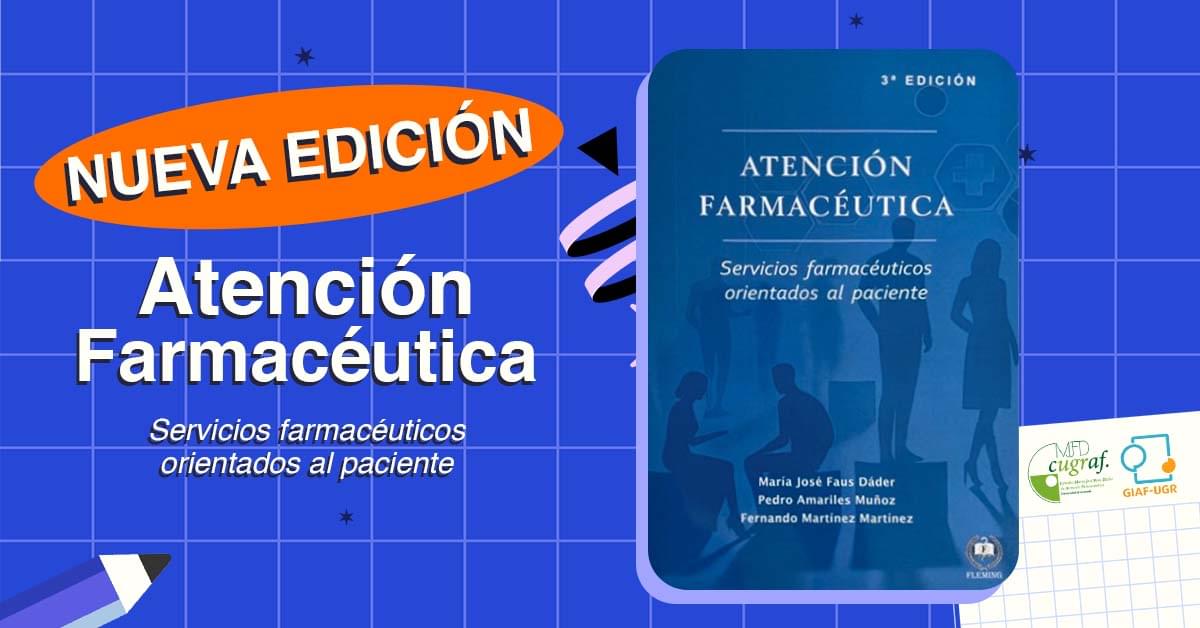 NUEVA EDICIÓN
Atención
Farmacéutica
Servicios farmacéuticos
orientados al paciente
3ª EDICIÓN
ATENCIÓN
FARMACÉUTICA
Servicios farmacéuticos
orientados al paciente
María José Faus Dáder
Pedro Amariles Muñoz
Fernando Martínez Martínez
FLEMING
MJFD
cugraf.
GIAF-UGR